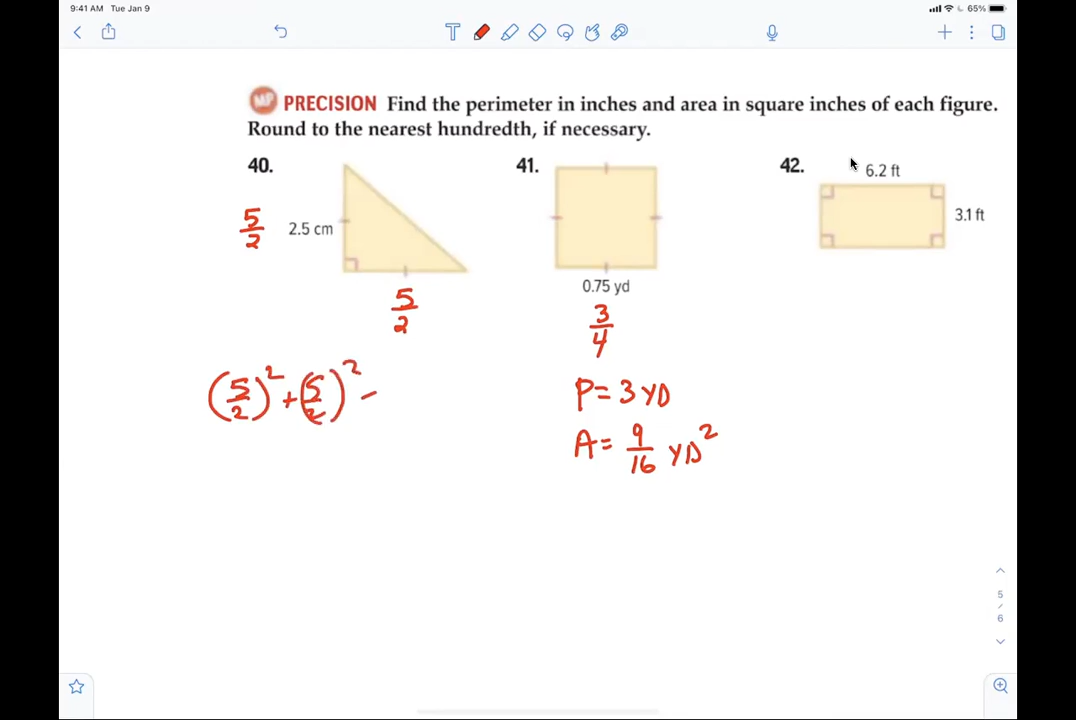 9:41 AM Tue Jan 9
65%
MP PRECISION Find the perimeter in inches and area in square inches of each figure.
Round to the nearest hundredth, if necessary.
40.
41.
42.
6.2 ft
5/2
2.5 cm
3.1 ft
5/2
0.75 yd
3/4
(5/2)² + (5/2)² -
P = 3 YD
A = 9/16 YD²
5
/
6